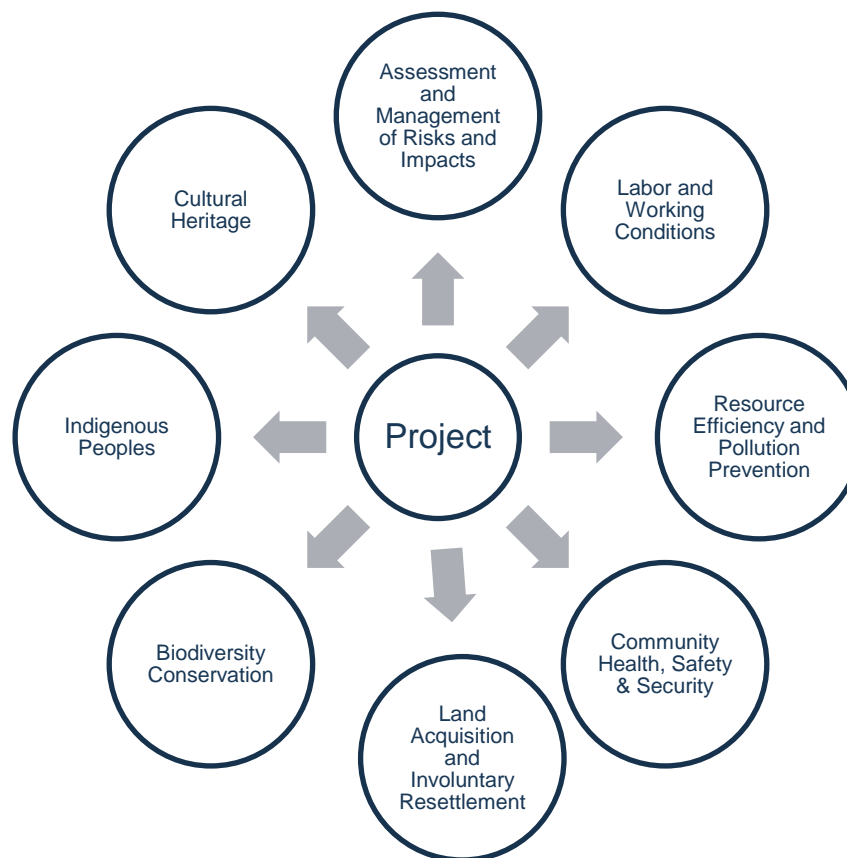 Assessment
and
Management
of Risks and
Impacts
Labor and
Working
Conditions
Resource
Efficiency and
Pollution
Prevention
Community
Health, Safety
& Security
Land
Acquisition
and
Involuntary
Resettlement
Biodiversity
Conservation
Indigenous
Peoples
Cultural
Heritage
Project